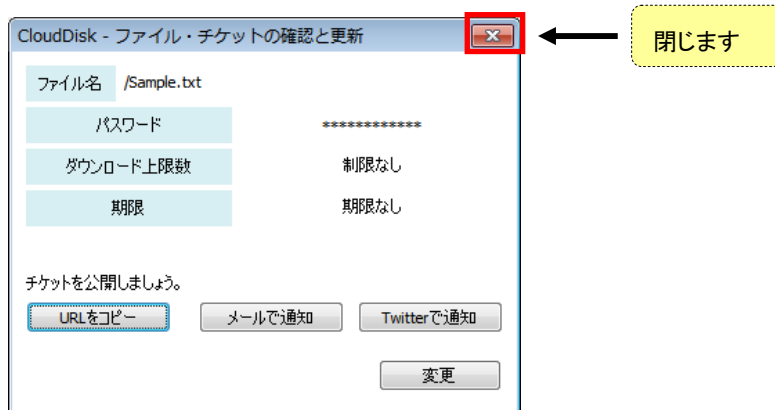 CloudDisk - ファイル・チケットの確認と更新
閉じます
ファイル名 /Sample.txt
パスワード ************
ダウンロード上限数 制限なし
期限 期限なし
チケットを公開しましょう。
URLをコピー メールで通知 Twitterで通知
変更